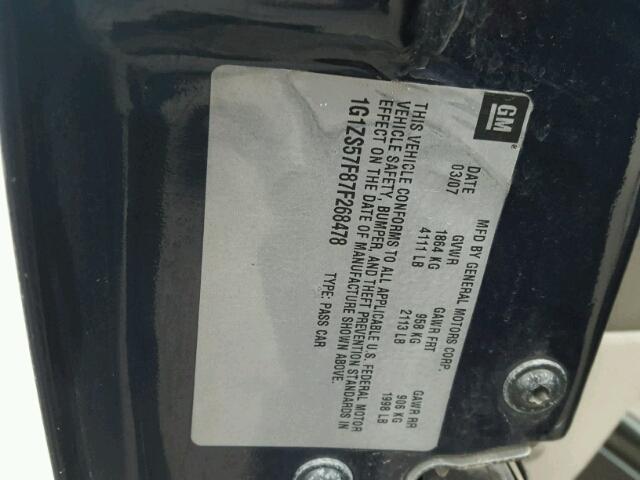 GM ®
MFD BY GENERAL MOTORS CORP.
DATE GVWR GAWR FRT GAWR RR
03/07 1864 KG 958 KG 906 KG
4111 LB 2113 LB 1998 LB
THIS VEHICLE CONFORMS TO ALL APPLICABLE U.S. FEDERAL MOTOR
VEHICLE SAFETY, BUMPER, AND THEFT PREVENTION STANDARDS IN
EFFECT ON THE DATE OF MANUFACTURE SHOWN ABOVE.
1G1ZS57F87F268478 TYPE: PASS CAR